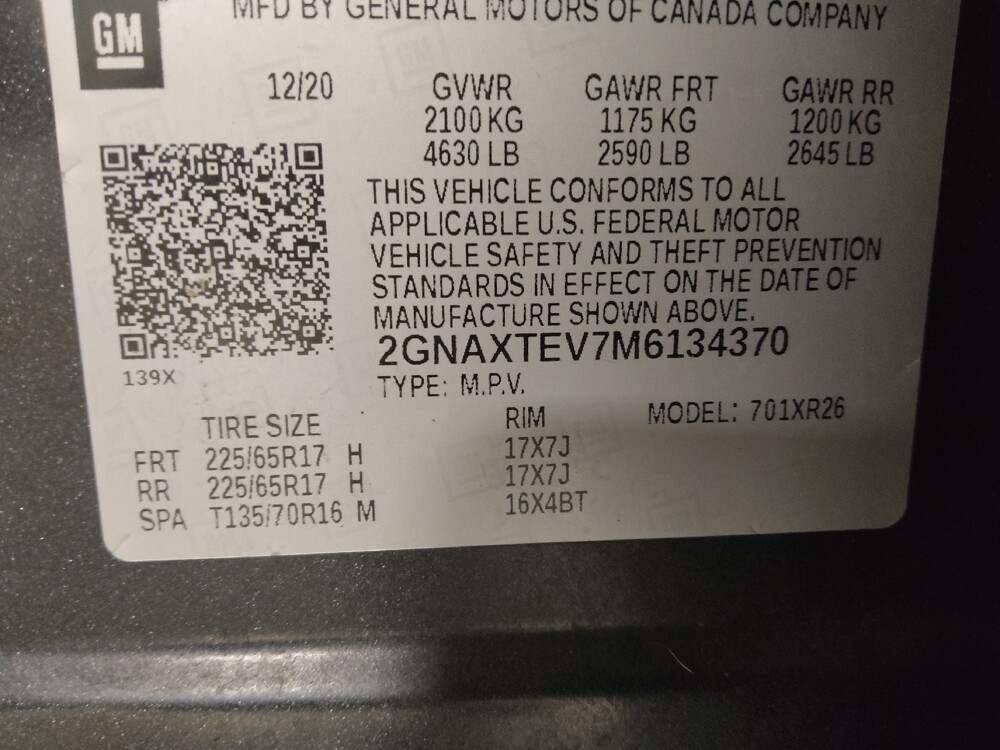 MFD BY GENERAL MOTORS OF CANADA COMPANY
GM
12/20 GVWR GAWR FRT GAWR RR
2100 KG 1175 KG 1200 KG
4630 LB 2590 LB 2645 LB
THIS VEHICLE CONFORMS TO ALL
APPLICABLE U.S. FEDERAL MOTOR
VEHICLE SAFETY AND THEFT PREVENTION
STANDARDS IN EFFECT ON THE DATE OF
MANUFACTURE SHOWN ABOVE.
2GNAXTEV7M6134370
139X
TYPE: M.P.V.
TIRE SIZE RIM MODEL: 701XR26
FRT 225/65R17 H 17X7J
RR 225/65R17 H 17X7J
SPA T135/70R16 M 16X4BT